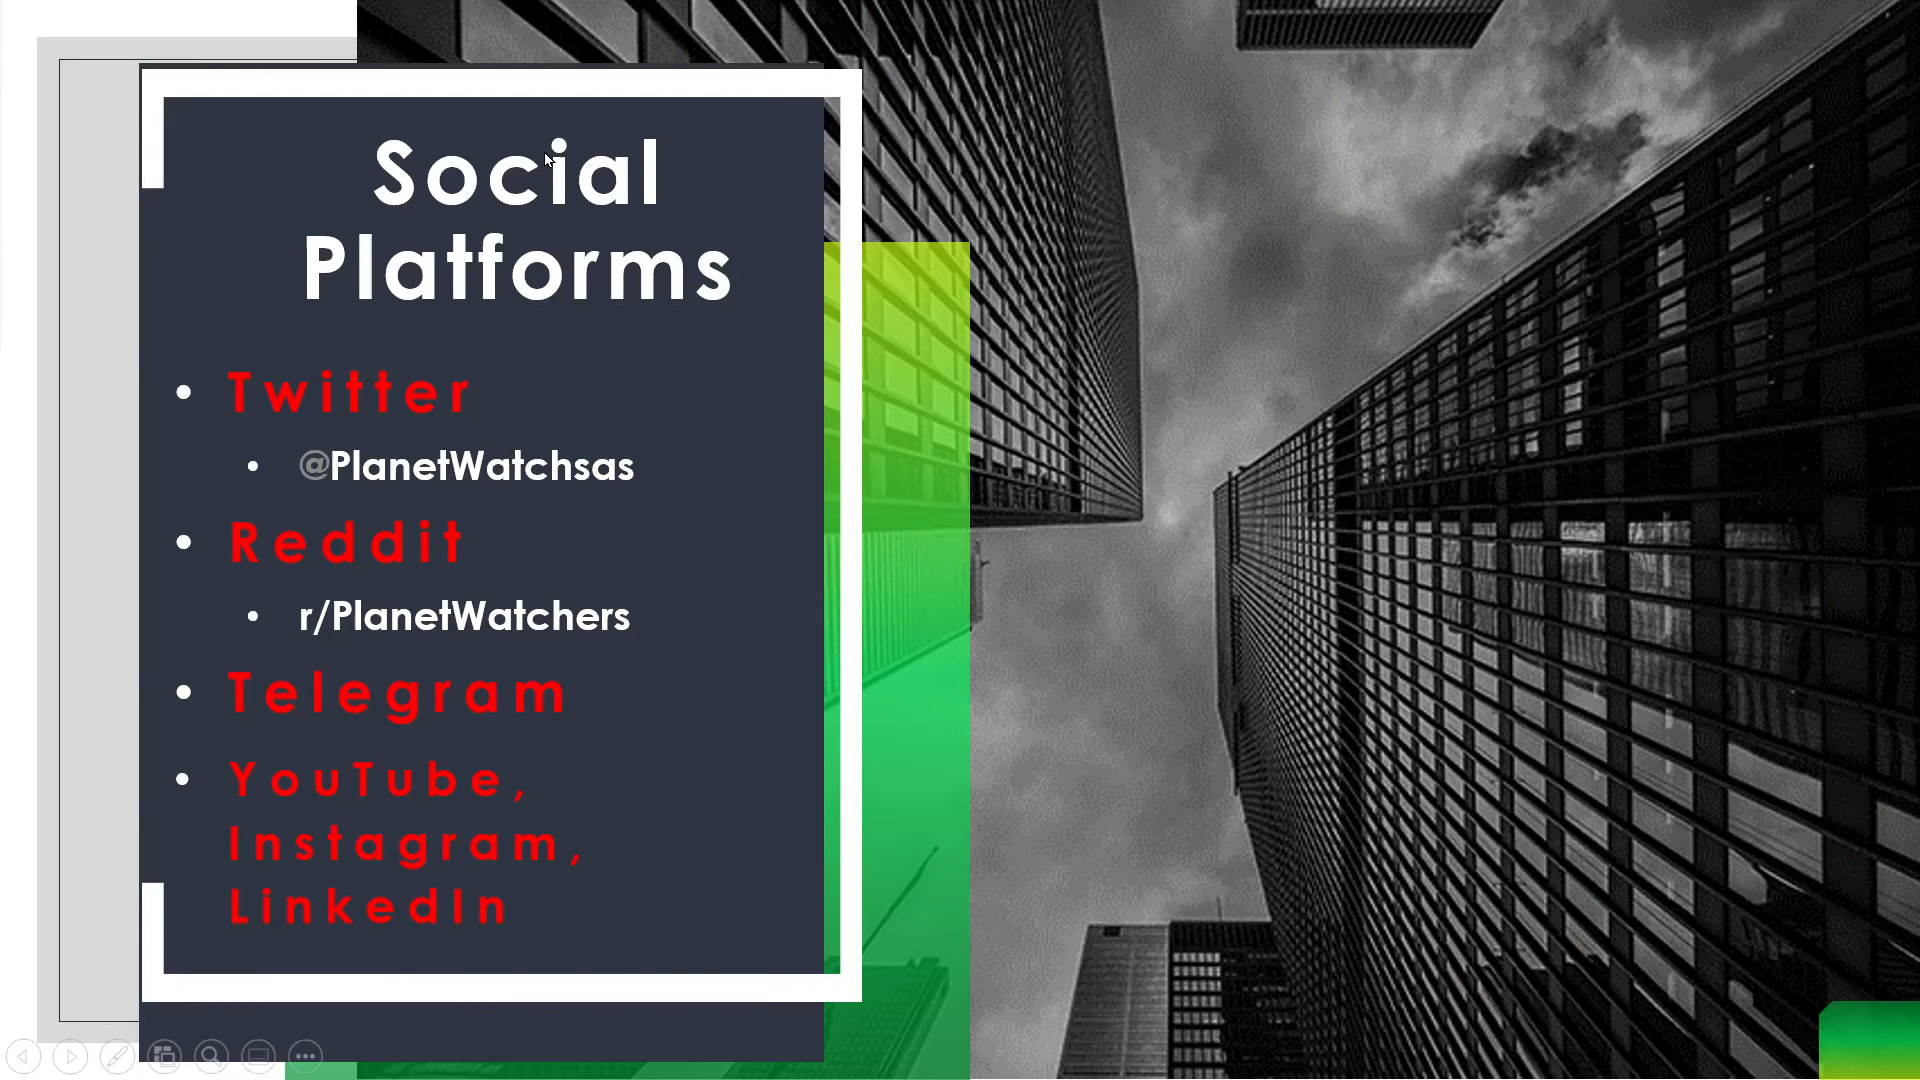 Social
Platforms
• Twitter
• @PlanetWatchsas
• Reddit
• r/PlanetWatchers
• Telegram
• YouTube,
Instagram,
LinkedIn